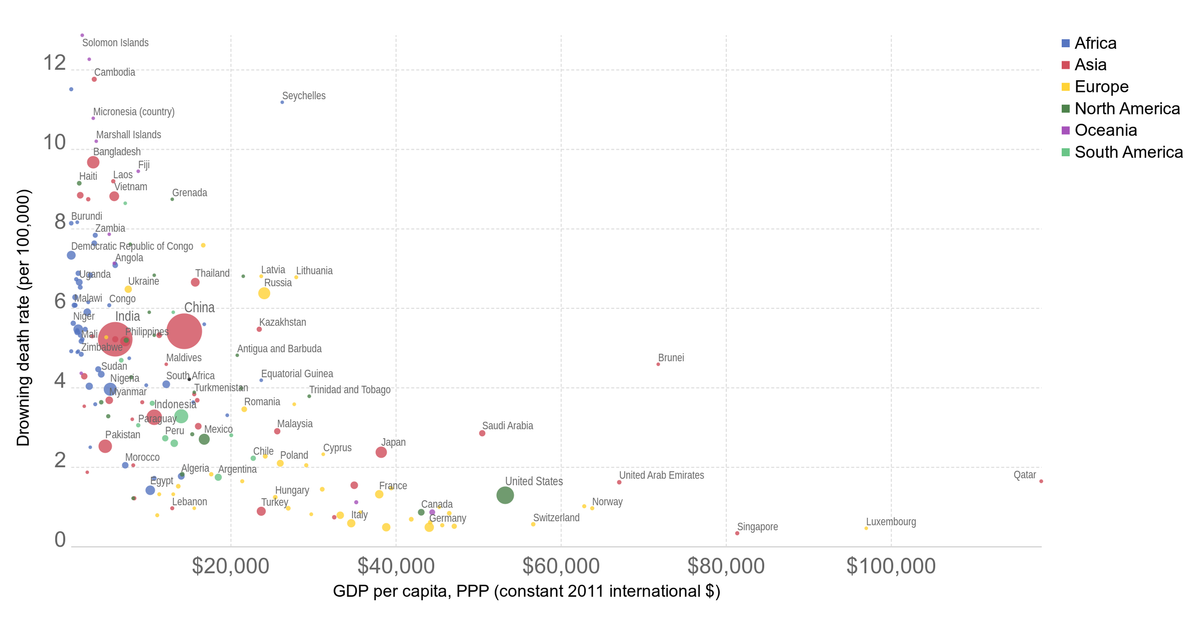 12
10
8
6
4
2
0
Drowning death rate (per 100,000)
Solomon Islands
Cambodia
Seychelles
Micronesia (country)
Marshall Islands
Bangladesh
Fiji
Haiti
Laos
Vietnam
Grenada
Burundi
Zambia
Democratic Republic of Congo
Angola
Uganda
Ukraine
Thailand
Latvia
Lithuania
Russia
Malawi
Congo
Niger
India
China
Kazakhstan
Mali
Philippines
Zimbabwe
Maldives
Antigua and Barbuda
Brunei
Sudan
Nigeria
South Africa
Equatorial Guinea
Myanmar
Turkmenistan
Trinidad and Tobago
Indonesia
Romania
Paraguay
Peru
Mexico
Malaysia
Saudi Arabia
Pakistan
Japan
Morocco
Chile
Poland
Cyprus
Algeria
Argentina
Egypt
Hungary
France
United States
United Arab Emirates
Qatar
Lebanon
Turkey
Italy
Canada
Germany
Norway
Switzerland
Singapore
Luxembourg
$20,000
$40,000
$60,000
$80,000
$100,000
GDP per capita, PPP (constant 2011 international $)
Africa
Asia
Europe
North America
Oceania
South America